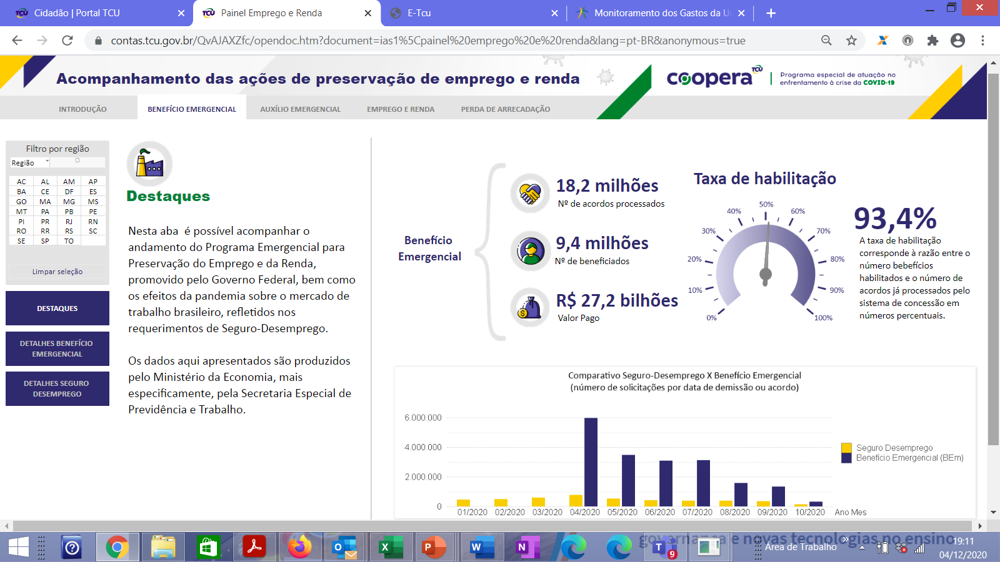 Cidadão | Portal TCU
Painel Emprego e Renda
E-Tcu
Monitoramento dos Gastos da U
contas.tcu.gov.br/QvAJAXZfc/opendoc.htm?document=ias1%5Cpainel%20emprego%20e%20renda&lang=pt-BR&anonymous=true
Acompanhamento das ações de preservação de emprego e renda
coopera TCU
Programa especial de atuação no
enfrentamento à crise da COVID-19
INTRODUÇÃO
BENEFÍCIO EMERGENCIAL
AUXÍLIO EMERGENCIAL
EMPREGO E RENDA
PERDA DE ARRECADAÇÃO
Filtro por região
Região
AC AL AM AP
BA CE DF ES
GO MA MG MS
MT PA PB PE
PI PR RJ RN
RO RR RS SC
SE SP TO
Limpar seleção
DESTAQUES
DETALHES BENEFÍCIO
EMERGENCIAL
DETALHES SEGURO
DESEMPREGO
Destaques
Nesta aba é possível acompanhar o
andamento do Programa Emergencial para
Preservação do Emprego e da Renda,
promovido pelo Governo Federal, bem como
os efeitos da pandemia sobre o mercado de
trabalho brasileiro, refletidos nos
requerimentos de Seguro-Desemprego.
Os dados aqui apresentados são produzidos
pelo Ministério da Economia, mais
especificamente, pela Secretaria Especial de
Previdência e Trabalho.
Benefício
Emergencial
18,2 milhões
Nº de acordos processados
9,4 milhões
Nº de beneficiados
R$ 27,2 bilhões
Valor Pago
Taxa de habilitação
0%
10%
20%
30%
40%
50%
60%
70%
80%
90%
100%
93,4%
A taxa de habilitação
corresponde à razão entre o
número bebefícios
habilitados e o número de
acordos já processados pelo
sistema de concessão em
números percentuais.
Comparativo Seguro-Desemprego X Benefício Emergencial
(número de solicitações por data de demissão ou acordo)
6.000.000
4.000.000
2.000.000
0
01/2020 02/2020 03/2020 04/2020 05/2020 06/2020 07/2020 08/2020 09/2020 10/2020 Ano Mes
Seguro Desemprego
Benefício Emergencial (BEm)
governança e novas tecnologias no ensino
Área de Trabalho
9
19:11
04/12/2020